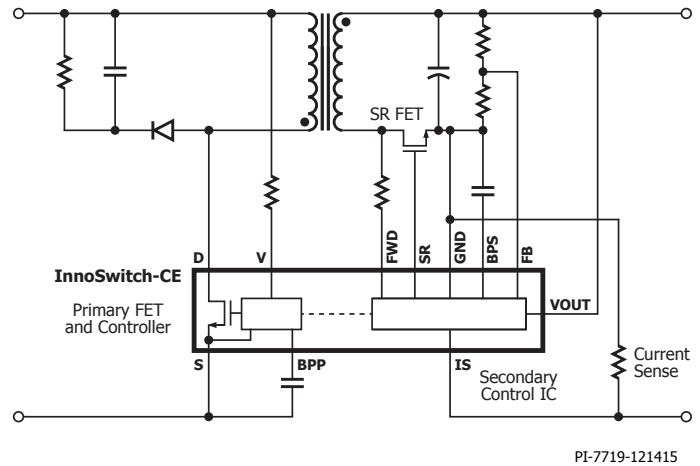 SR FET
D
V
FWD
SR
GND
BPS
FB
InnoSwitch-CE
Primary FET
and Controller
VOUT
S
BPP
IS
Secondary
Control IC
Current
Sense
PI-7719-121415